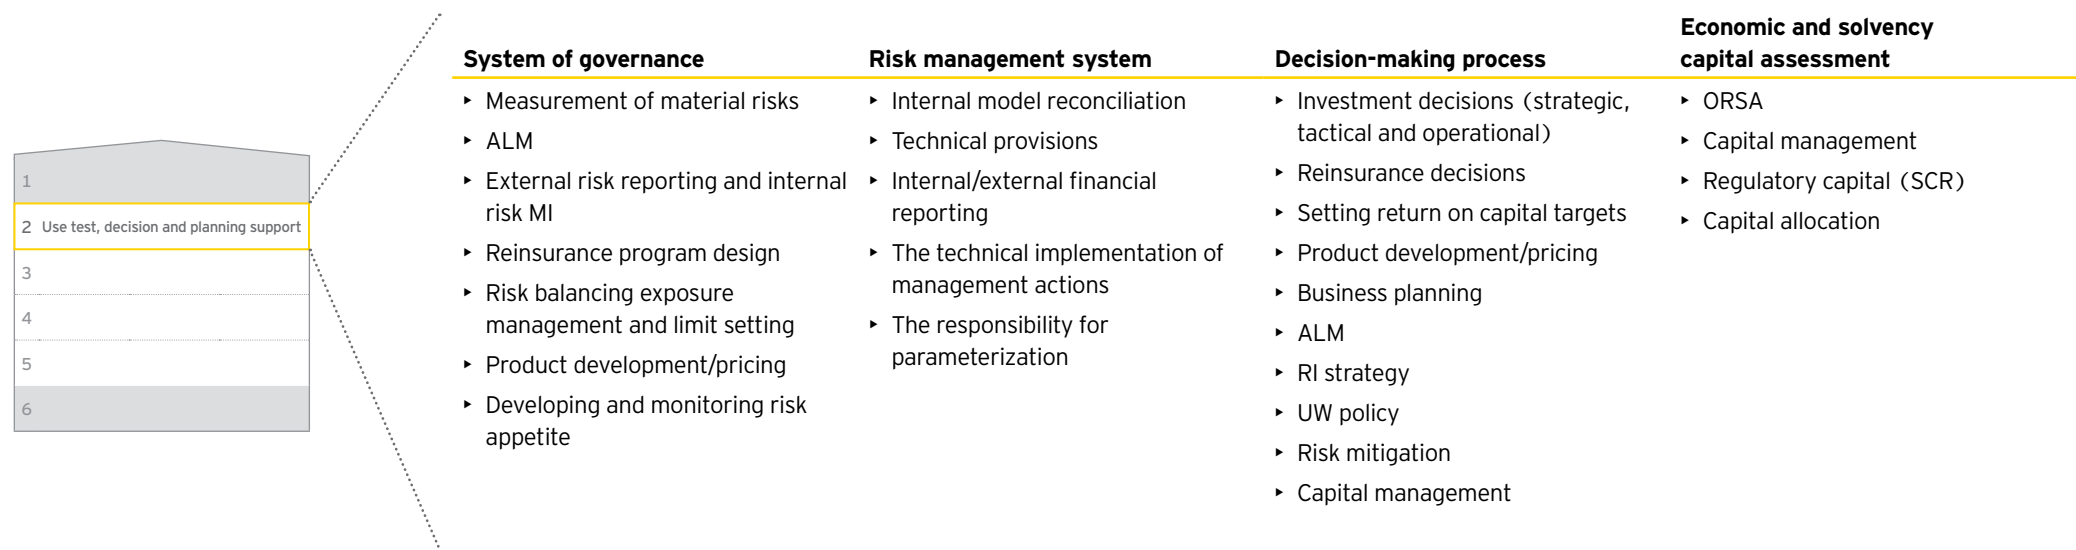 1
2 Use test, decision and planning support
3
4
5
6
System of governance
‣ Measurement of material risks
‣ ALM
‣ External risk reporting and internal
risk MI
‣ Reinsurance program design
‣ Risk balancing exposure
management and limit setting
‣ Product development/pricing
‣ Developing and monitoring risk
appetite
Risk management system
‣ Internal model reconciliation
‣ Technical provisions
‣ Internal/external financial
reporting
‣ The technical implementation of
management actions
‣ The responsibility for
parameterization
Decision-making process
‣ Investment decisions (strategic,
tactical and operational)
‣ Reinsurance decisions
‣ Setting return on capital targets
‣ Product development/pricing
‣ Business planning
‣ ALM
‣ RI strategy
‣ UW policy
‣ Risk mitigation
‣ Capital management
Economic and solvency
capital assessment
‣ ORSA
‣ Capital management
‣ Regulatory capital (SCR)
‣ Capital allocation